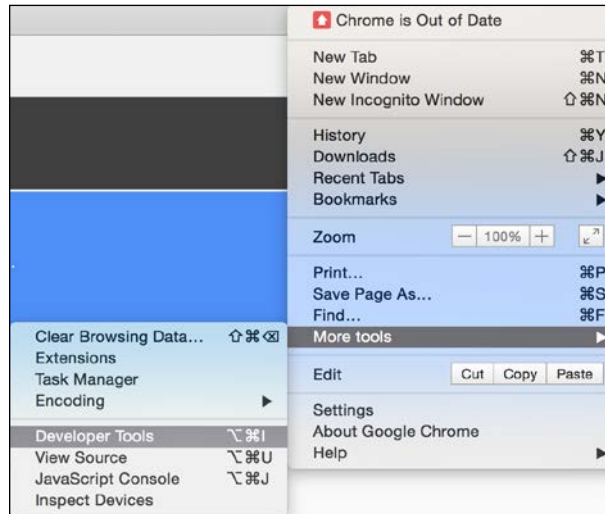 Chrome is Out of Date
New Tab ⌘T
New Window ⌘N
New Incognito Window ⇧⌘N
History ⌘Y
Downloads ⇧⌘J
Recent Tabs ▶
Bookmarks ▶
Zoom − 100% +
Print... ⌘P
Save Page As... ⌘S
Find... ⌘F
More tools ▶
Edit Cut Copy Paste
Settings
About Google Chrome
Help ▶
Clear Browsing Data... ⇧⌘⌫
Extensions
Task Manager
Encoding ▶
Developer Tools ⌥⌘I
View Source ⌥⌘U
JavaScript Console ⌥⌘J
Inspect Devices